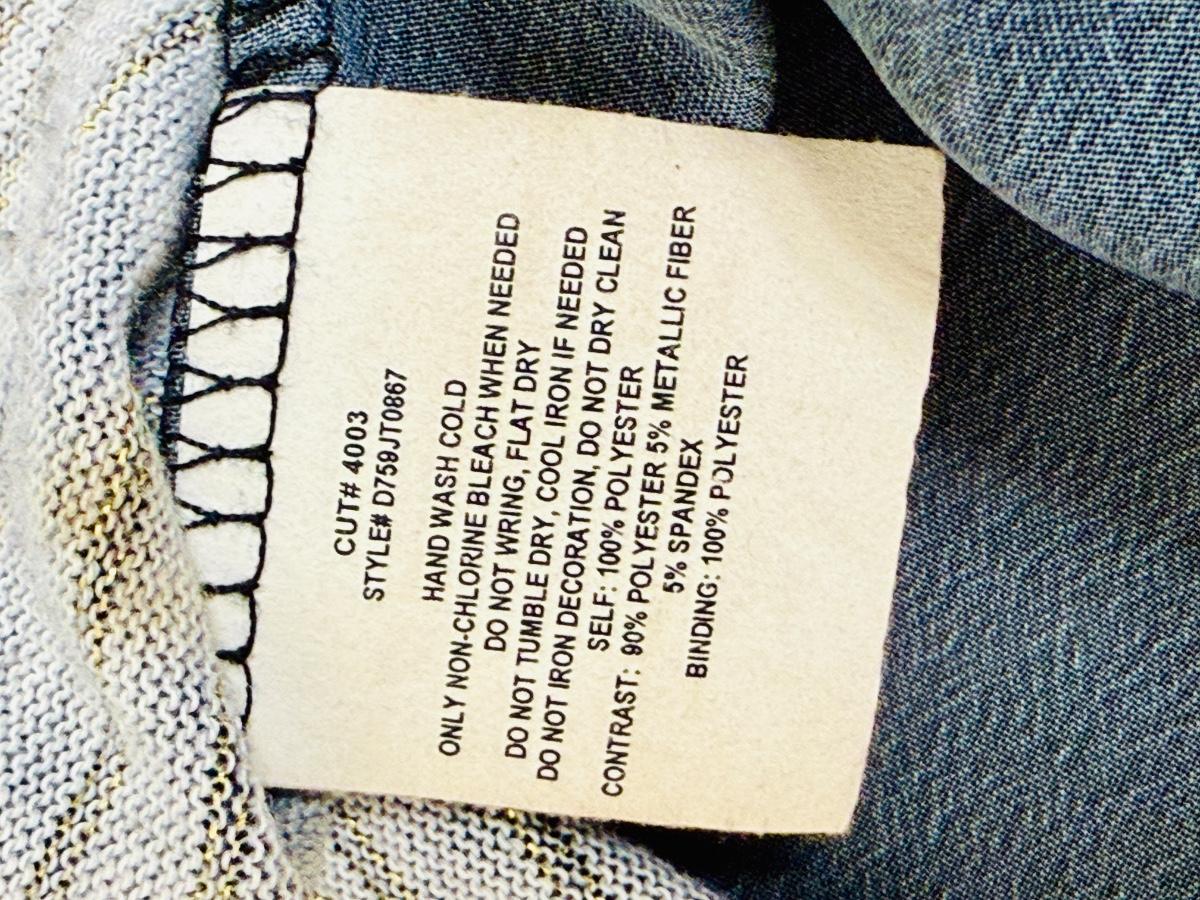 CUT# 4003
STYLE# D759JT0867
HAND WASH COLD
ONLY NON-CHLORINE BLEACH WHEN NEEDED
DO NOT WRING, FLAT DRY
DO NOT TUMBLE DRY, COOL IRON IF NEEDED
DO NOT IRON DECORATION, DO NOT DRY CLEAN
SELF: 100% POLYESTER
CONTRAST: 90% POLYESTER 5% METALLIC FIBER
5% SPANDEX
BINDING: 100% POLYESTER